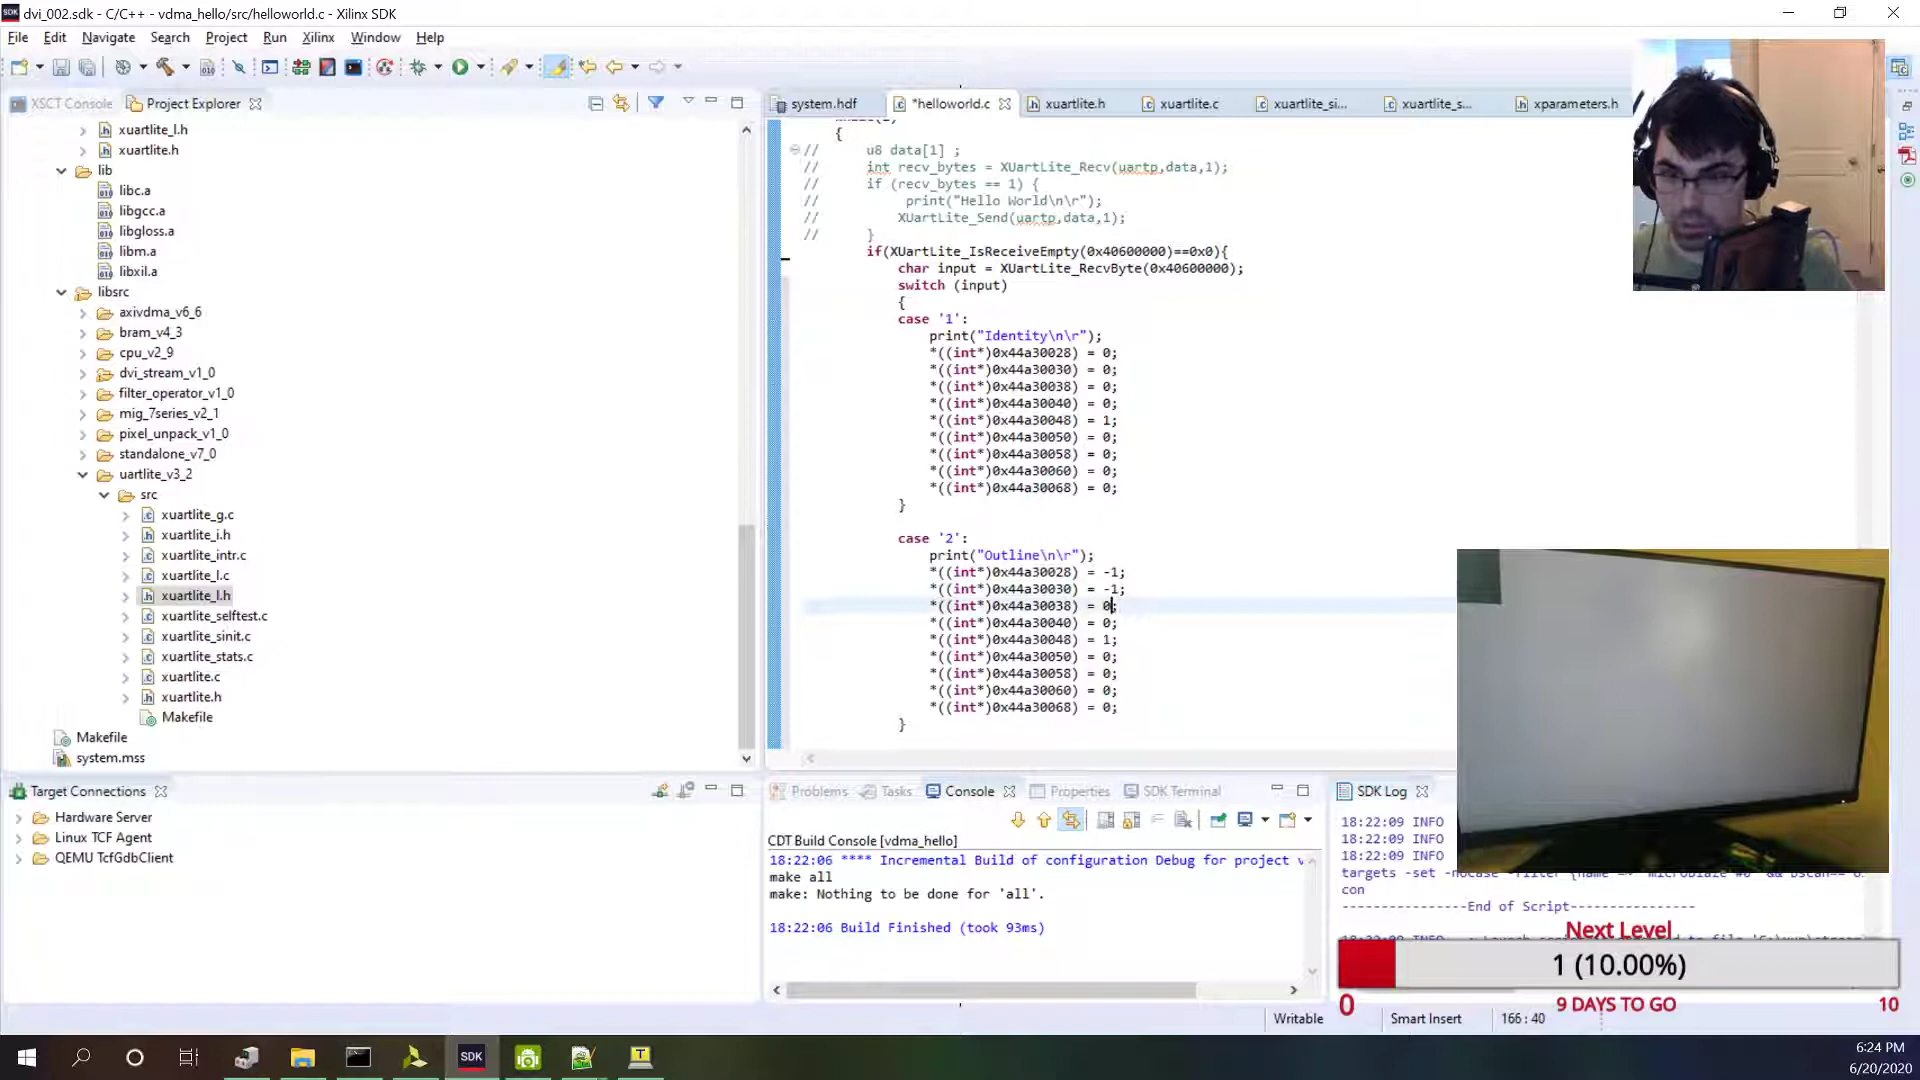 dvi_002.sdk - C/C++ - vdma_hello/src/helloworld.c - Xilinx SDK
File Edit Navigate Search Project Run Xilinx Window Help
XSCT Console Project Explorer
xuartlite_l.h
xuartlite.h
lib
libc.a
libgcc.a
libgloss.a
libm.a
libxil.a
libsrc
axivdma_v6_6
bram_v4_3
cpu_v2_9
dvi_stream_v1_0
filter_operator_v1_0
mig_7series_v2_1
pixel_unpack_v1_0
standalone_v7_0
uartlite_v3_2
src
xuartlite_g.c
xuartlite_i.h
xuartlite_intr.c
xuartlite_l.c
xuartlite_l.h
xuartlite_selftest.c
xuartlite_sinit.c
xuartlite_stats.c
xuartlite.c
xuartlite.h
Makefile
Makefile
system.mss
system.hdf *helloworld.c xuartlite.h xuartlite.c xuartlite_si... xuartlite_s... xparameters.h
{
// u8 data[1] ;
// int recv_bytes = XUartLite_Recv(uartp,data,1);
// if (recv_bytes == 1) {
// print("Hello World\n\r");
// XUartLite_Send(uartp,data,1);
// }
if(XUartLite_IsReceiveEmpty(0x40600000)==0x0){
char input = XUartLite_RecvByte(0x40600000);
switch (input)
{
case '1':
print("Identity\n\r");
*((int*)0x44a30028) = 0;
*((int*)0x44a30030) = 0;
*((int*)0x44a30038) = 0;
*((int*)0x44a30040) = 0;
*((int*)0x44a30048) = 1;
*((int*)0x44a30050) = 0;
*((int*)0x44a30058) = 0;
*((int*)0x44a30060) = 0;
*((int*)0x44a30068) = 0;
}
case '2':
print("Outline\n\r");
*((int*)0x44a30028) = -1;
*((int*)0x44a30030) = -1;
*((int*)0x44a30038) = 0;
*((int*)0x44a30040) = 0;
*((int*)0x44a30048) = 1;
*((int*)0x44a30050) = 0;
*((int*)0x44a30058) = 0;
*((int*)0x44a30060) = 0;
*((int*)0x44a30068) = 0;
}
Target Connections
Hardware Server
Linux TCF Agent
QEMU TcfGdbClient
Problems Tasks Console Properties SDK Terminal
CDT Build Console [vdma_hello]
18:22:06 **** Incremental Build of configuration Debug for project
make all
make: Nothing to be done for 'all'.
18:22:06 Build Finished (took 93ms)
SDK Log
18:22:09 INFO
18:22:09 INFO
18:22:09 INFO
con
----------------End of Script----------------
Next Level
1 (10.00%)
0
9 DAYS TO GO
10
Writable Smart Insert 166 : 40
SDK
6:24 PM
6/20/2020